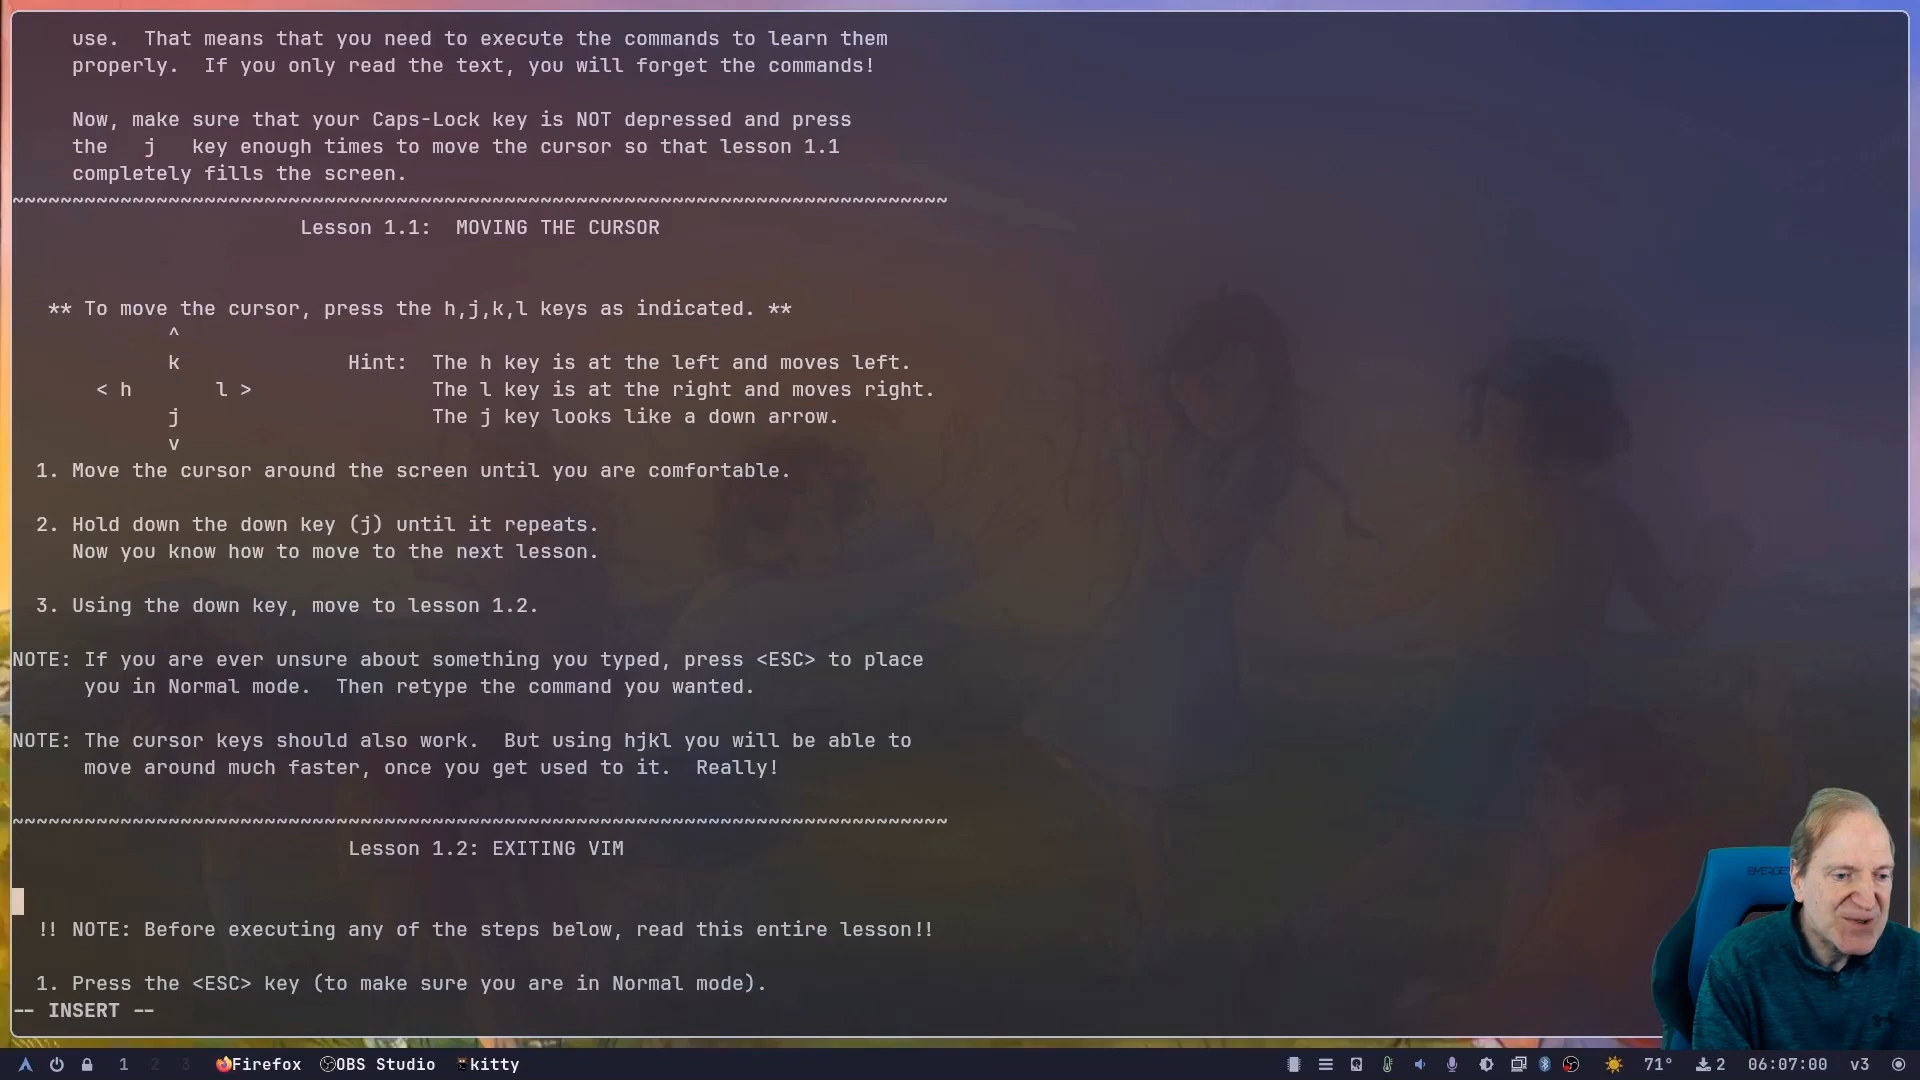 use.  That means that you need to execute the commands to learn them
properly.  If you only read the text, you will forget the commands!
Now, make sure that your Caps-Lock key is NOT depressed and press
the   j   key enough times to move the cursor so that lesson 1.1
completely fills the screen.
~~~~~~~~~~~~~~~~~~~~~~~~~~~~~~~~~~~~~~~~~~~~~~~~~~~~~~~~~~~~~~~~~~~~~~~~~~~~~~
Lesson 1.1:  MOVING THE CURSOR
** To move the cursor, press the h,j,k,l keys as indicated. **
^
k              Hint:  The h key is at the left and moves left.
< h       l >               The l key is at the right and moves right.
j                     The j key looks like a down arrow.
v
1. Move the cursor around the screen until you are comfortable.
2. Hold down the down key (j) until it repeats.
Now you know how to move to the next lesson.
3. Using the down key, move to lesson 1.2.
NOTE: If you are ever unsure about something you typed, press <ESC> to place
you in Normal mode.  Then retype the command you wanted.
NOTE: The cursor keys should also work.  But using hjkl you will be able to
move around much faster, once you get used to it.  Really!
~~~~~~~~~~~~~~~~~~~~~~~~~~~~~~~~~~~~~~~~~~~~~~~~~~~~~~~~~~~~~~~~~~~~~~~~~~~~~~
Lesson 1.2: EXITING VIM
!! NOTE: Before executing any of the steps below, read this entire lesson!!
1. Press the <ESC> key (to make sure you are in Normal mode).
-- INSERT --
1 2 3 Firefox OBS Studio kitty 71° 2 06:07:00 v3